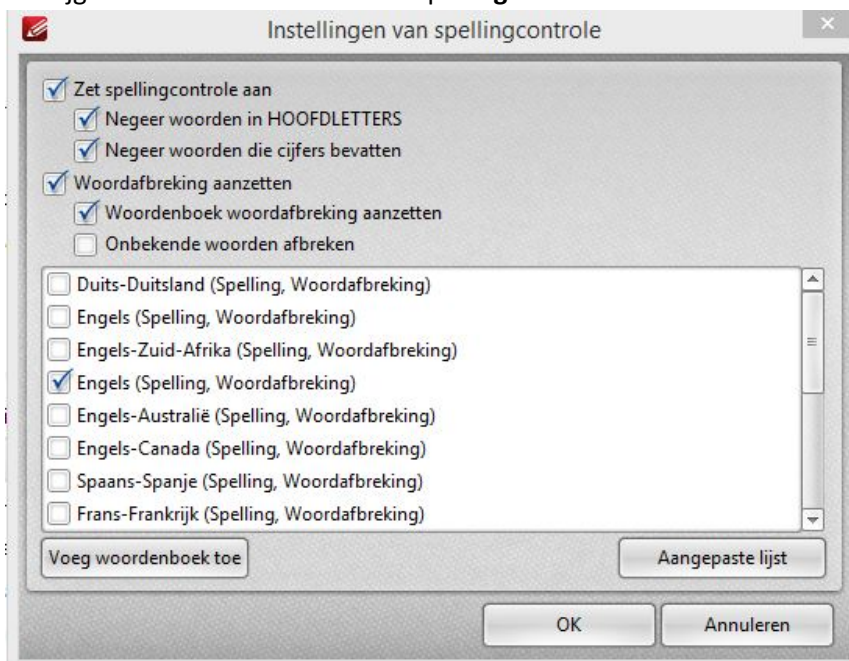 Instellingen van spellingcontrole
Zet spellingcontrole aan
Negeer woorden in HOOFDLETTERS
Negeer woorden die cijfers bevatten
Woordafbreking aanzetten
Woordenboek woordafbreking aanzetten
Onbekende woorden afbreken
Duits-Duitsland (Spelling, Woordafbreking)
Engels (Spelling, Woordafbreking)
Engels-Zuid-Afrika (Spelling, Woordafbreking)
Engels (Spelling, Woordafbreking)
Engels-Australië (Spelling, Woordafbreking)
Engels-Canada (Spelling, Woordafbreking)
Spaans-Spanje (Spelling, Woordafbreking)
Frans-Frankrijk (Spelling, Woordafbreking)
Voeg woordenboek toe Aangepaste lijst
OK Annuleren